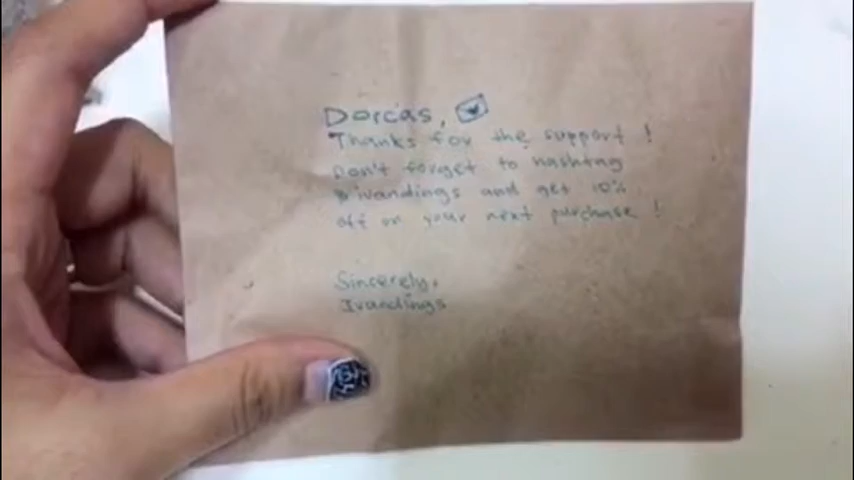 Dorcas,
Thanks for the support !
Don't forget to hashtag
#ivandings and get 10%
off on your next purchase !
Sincerely,
Ivandings